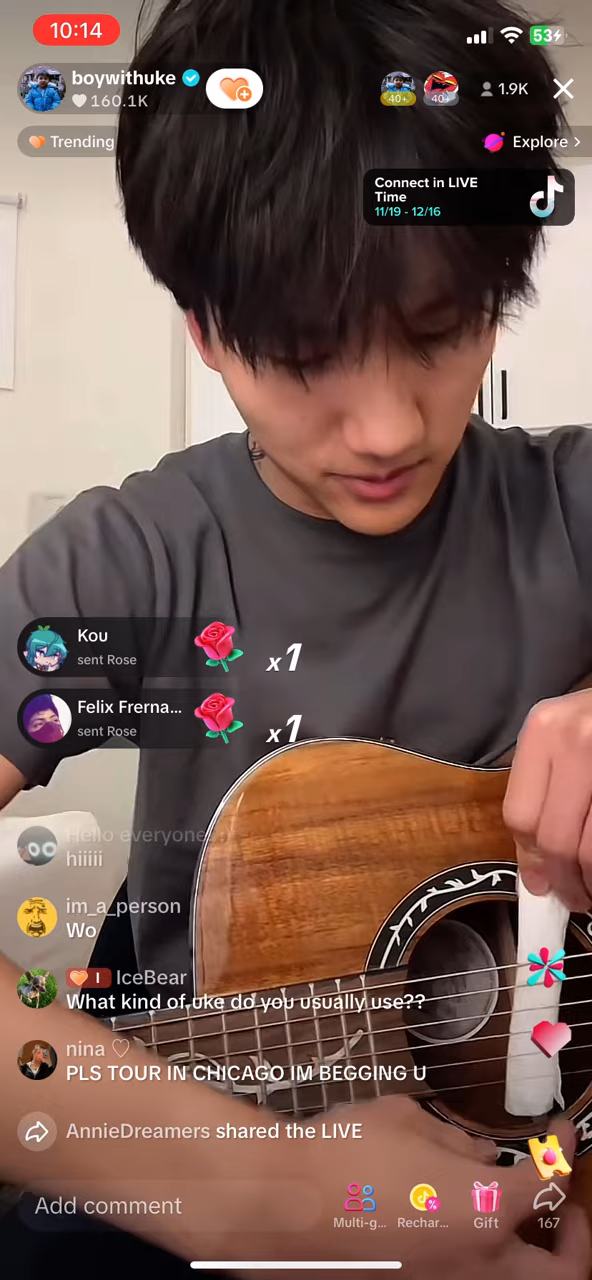 10:14
53
boywithuke
160.1K
40+
40+
1.9K
Trending
Explore >
Connect in LIVE
Time
11/19 - 12/16
Kou
sent Rose
x1
Felix Frerna...
sent Rose
x1
Hello everyone
hiiiii
im_a_person
Wo
I IceBear
What kind of uke do you usually use??
nina ♡
PLS TOUR IN CHICAGO IM BEGGING U
AnnieDreamers shared the LIVE
Add comment
Multi-g...
Rechar...
Gift
167